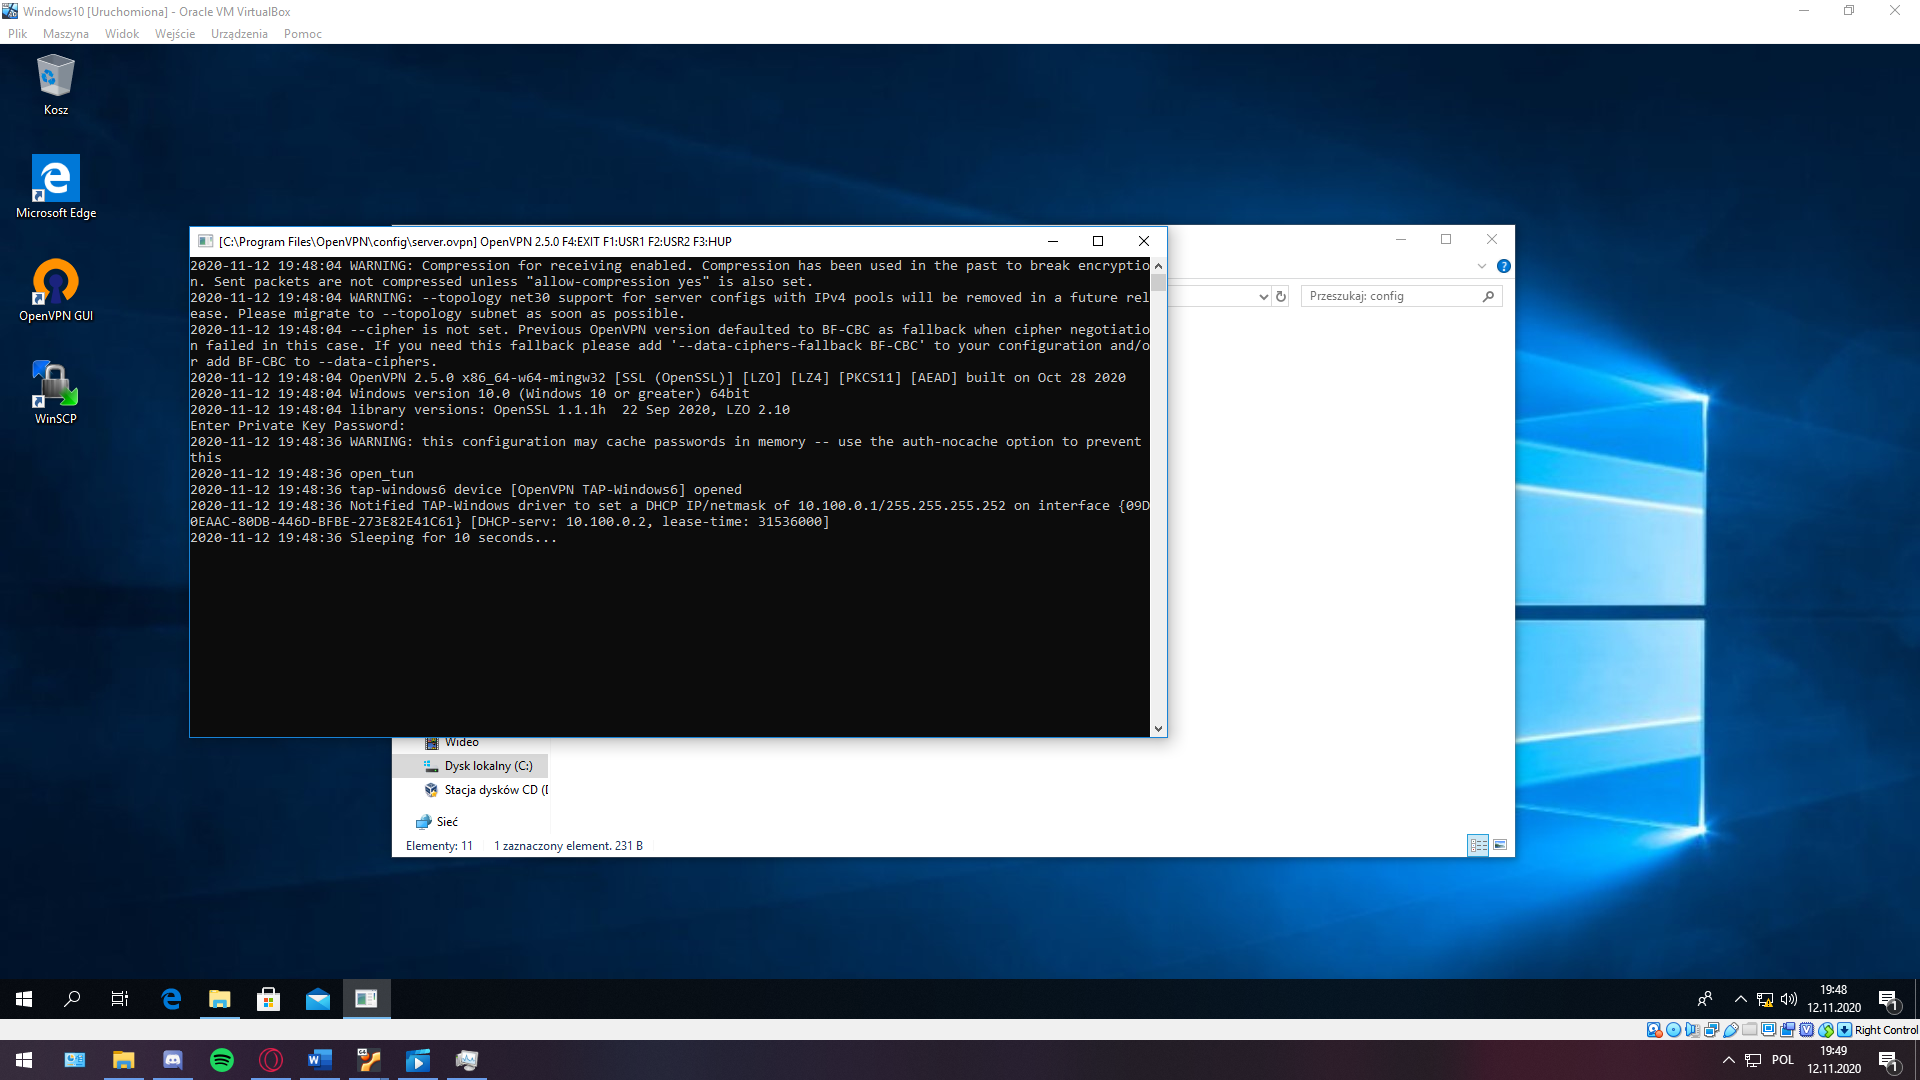 Windows10 [Uruchomiona] - Oracle VM VirtualBox
Plik Maszyna Widok Wejście Urządzenia Pomoc
Kosz
Microsoft Edge
OpenVPN GUI
WinSCP
[C:\Program Files\OpenVPN\config\server.ovpn] OpenVPN 2.5.0 F4:EXIT F1:USR1 F2:USR2 F3:HUP
2020-11-12 19:48:04 WARNING: Compression for receiving enabled. Compression has been used in the past to break encryptio
n. Sent packets are not compressed unless "allow-compression yes" is also set.
2020-11-12 19:48:04 WARNING: --topology net30 support for server configs with IPv4 pools will be removed in a future rel
ease. Please migrate to --topology subnet as soon as possible.
2020-11-12 19:48:04 --cipher is not set. Previous OpenVPN version defaulted to BF-CBC as fallback when cipher negotiatio
n failed in this case. If you need this fallback please add '--data-ciphers-fallback BF-CBC' to your configuration and/o
r add BF-CBC to --data-ciphers.
2020-11-12 19:48:04 OpenVPN 2.5.0 x86_64-w64-mingw32 [SSL (OpenSSL)] [LZO] [LZ4] [PKCS11] [AEAD] built on Oct 28 2020
2020-11-12 19:48:04 Windows version 10.0 (Windows 10 or greater) 64bit
2020-11-12 19:48:04 library versions: OpenSSL 1.1.1h  22 Sep 2020, LZO 2.10
Enter Private Key Password:
2020-11-12 19:48:36 WARNING: this configuration may cache passwords in memory -- use the auth-nocache option to prevent
this
2020-11-12 19:48:36 open_tun
2020-11-12 19:48:36 tap-windows6 device [OpenVPN TAP-Windows6] opened
2020-11-12 19:48:36 Notified TAP-Windows driver to set a DHCP IP/netmask of 10.100.0.1/255.255.255.252 on interface {09D
0EAAC-80DB-446D-BFBE-273E82E41C61} [DHCP-serv: 10.100.0.2, lease-time: 31536000]
2020-11-12 19:48:36 Sleeping for 10 seconds...
Przeszukaj: config
Wideo
Dysk lokalny (C:)
Stacja dysków CD (
Sieć
Elementy: 11 1 zaznaczony element. 231 B
19:48
12.11.2020
1
Right Control
POL
19:49
12.11.2020
1